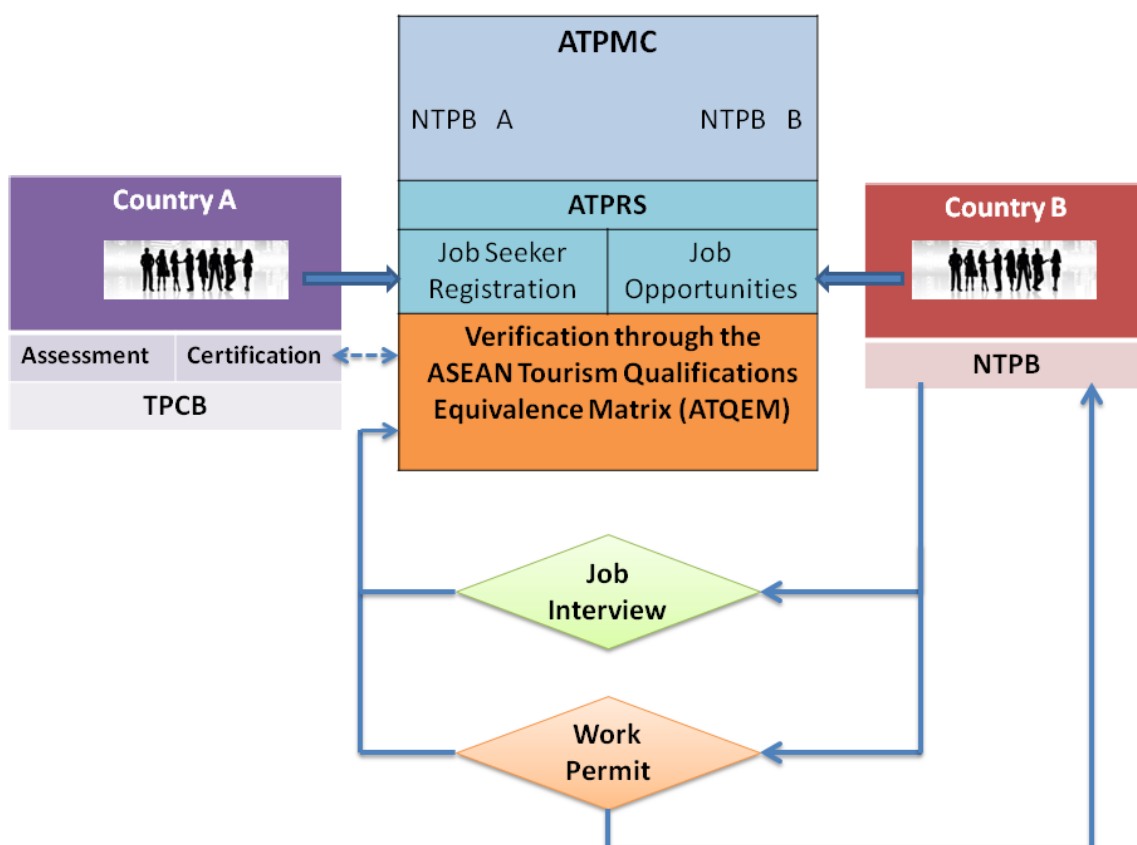 ATPMC
NTPB A
NTPB B
Country A
ATPRS
Country B
Job Seeker
Registration
Job
Opportunities
Assessment
Certification
TPCB
Verification through the
ASEAN Tourism Qualifications
Equivalence Matrix (ATQEM)
NTPB
Job
Interview
Work
Permit